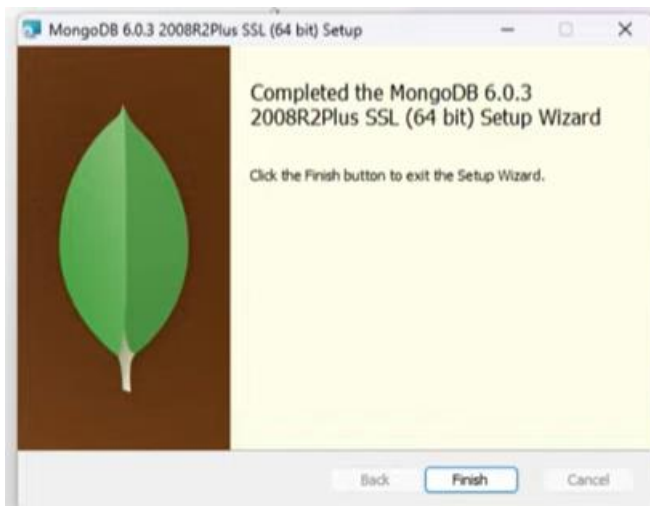 MongoDB 6.0.3 2008R2Plus SSL (64 bit) Setup
Completed the MongoDB 6.0.3
2008R2Plus SSL (64 bit) Setup Wizard
Click the Finish button to exit the Setup Wizard.
Back Finish Cancel